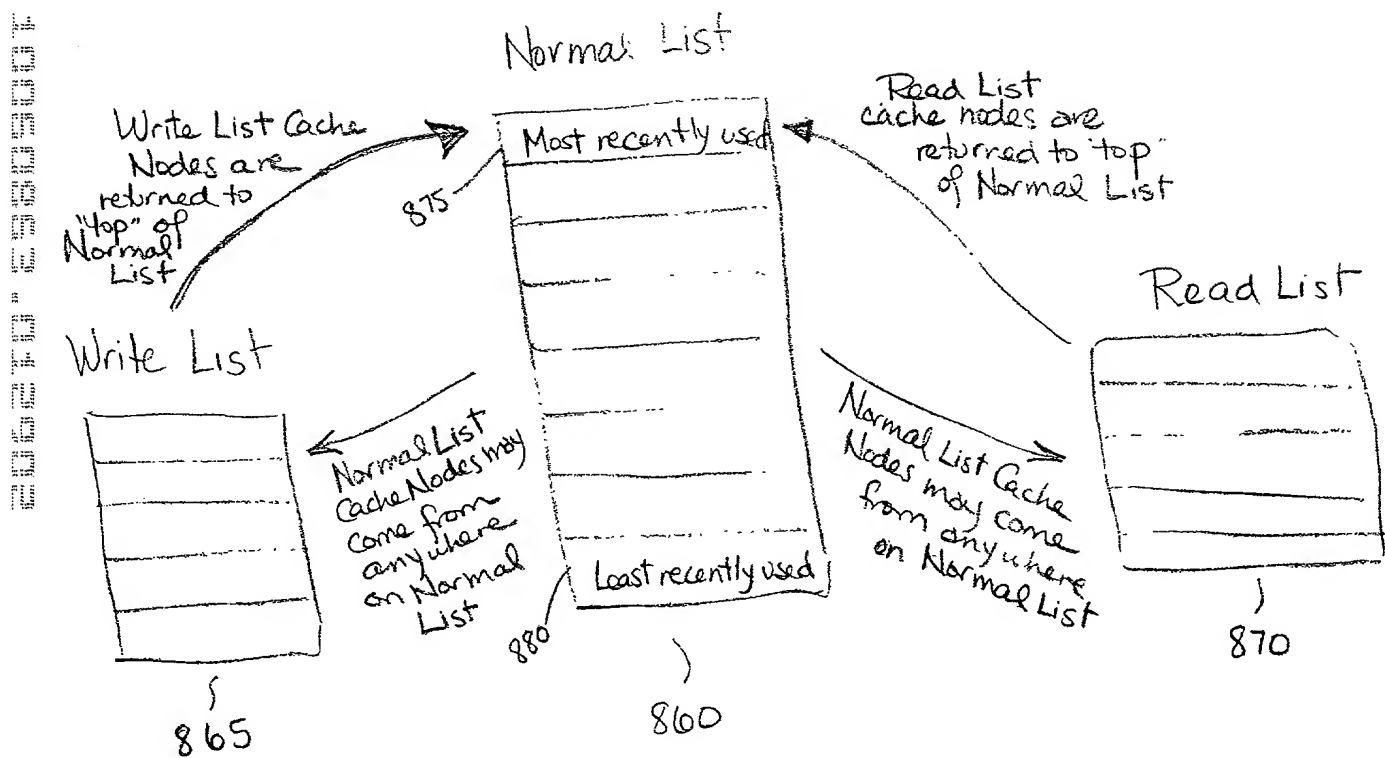 Normal List
Write List Cache
Nodes are
returned to
"top" of
Normal
List
Most recently used
875
Read List
cache nodes are
returned to "top"
of Normal List
Read List
Write List
Normal List
Cache Nodes may
come from
anywhere
on Normal
List
Normal List Cache
Nodes may come
from anywhere
on Normal List
Least recently used
880
860
865
870